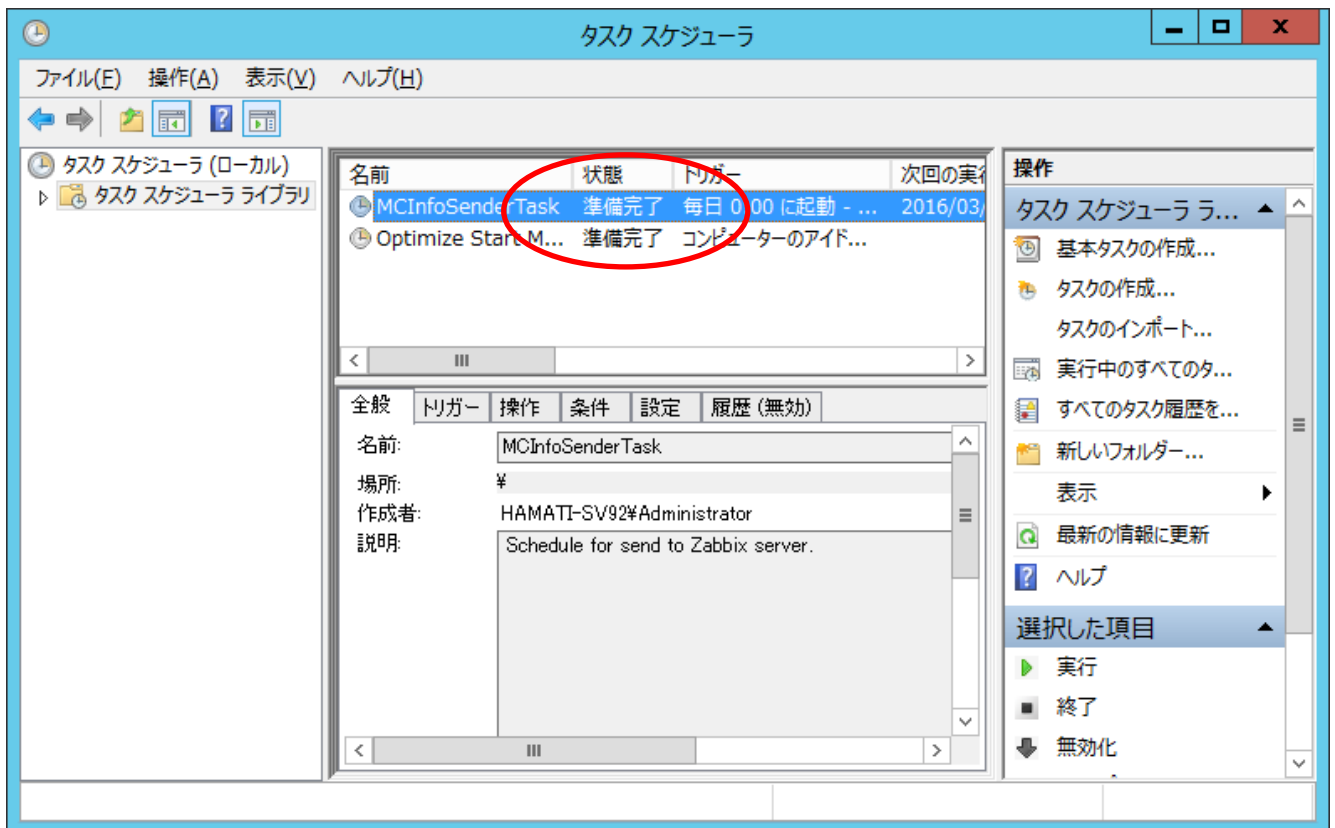 タスク スケジューラ
ファイル(F) 操作(A) 表示(V) ヘルプ(H)
タスク スケジューラ (ローカル)
タスク スケジューラ ライブラリ
名前 状態 トリガー 次回の実行
MCInfoSenderTask 準備完了 毎日 0:00 に起動 - ... 2016/03/
Optimize Start M... 準備完了 コンピューターのアイド...
全般 トリガー 操作 条件 設定 履歴 (無効)
名前: MCInfoSenderTask
場所: ¥
作成者: HAMATI-SV92¥Administrator
説明: Schedule for send to Zabbix server.
操作
タスク スケジューラ ラ...
基本タスクの作成...
タスクの作成...
タスクのインポート...
実行中のすべてのタ...
すべてのタスク履歴を...
新しいフォルダー...
表示
最新の情報に更新
ヘルプ
選択した項目
実行
終了
無効化